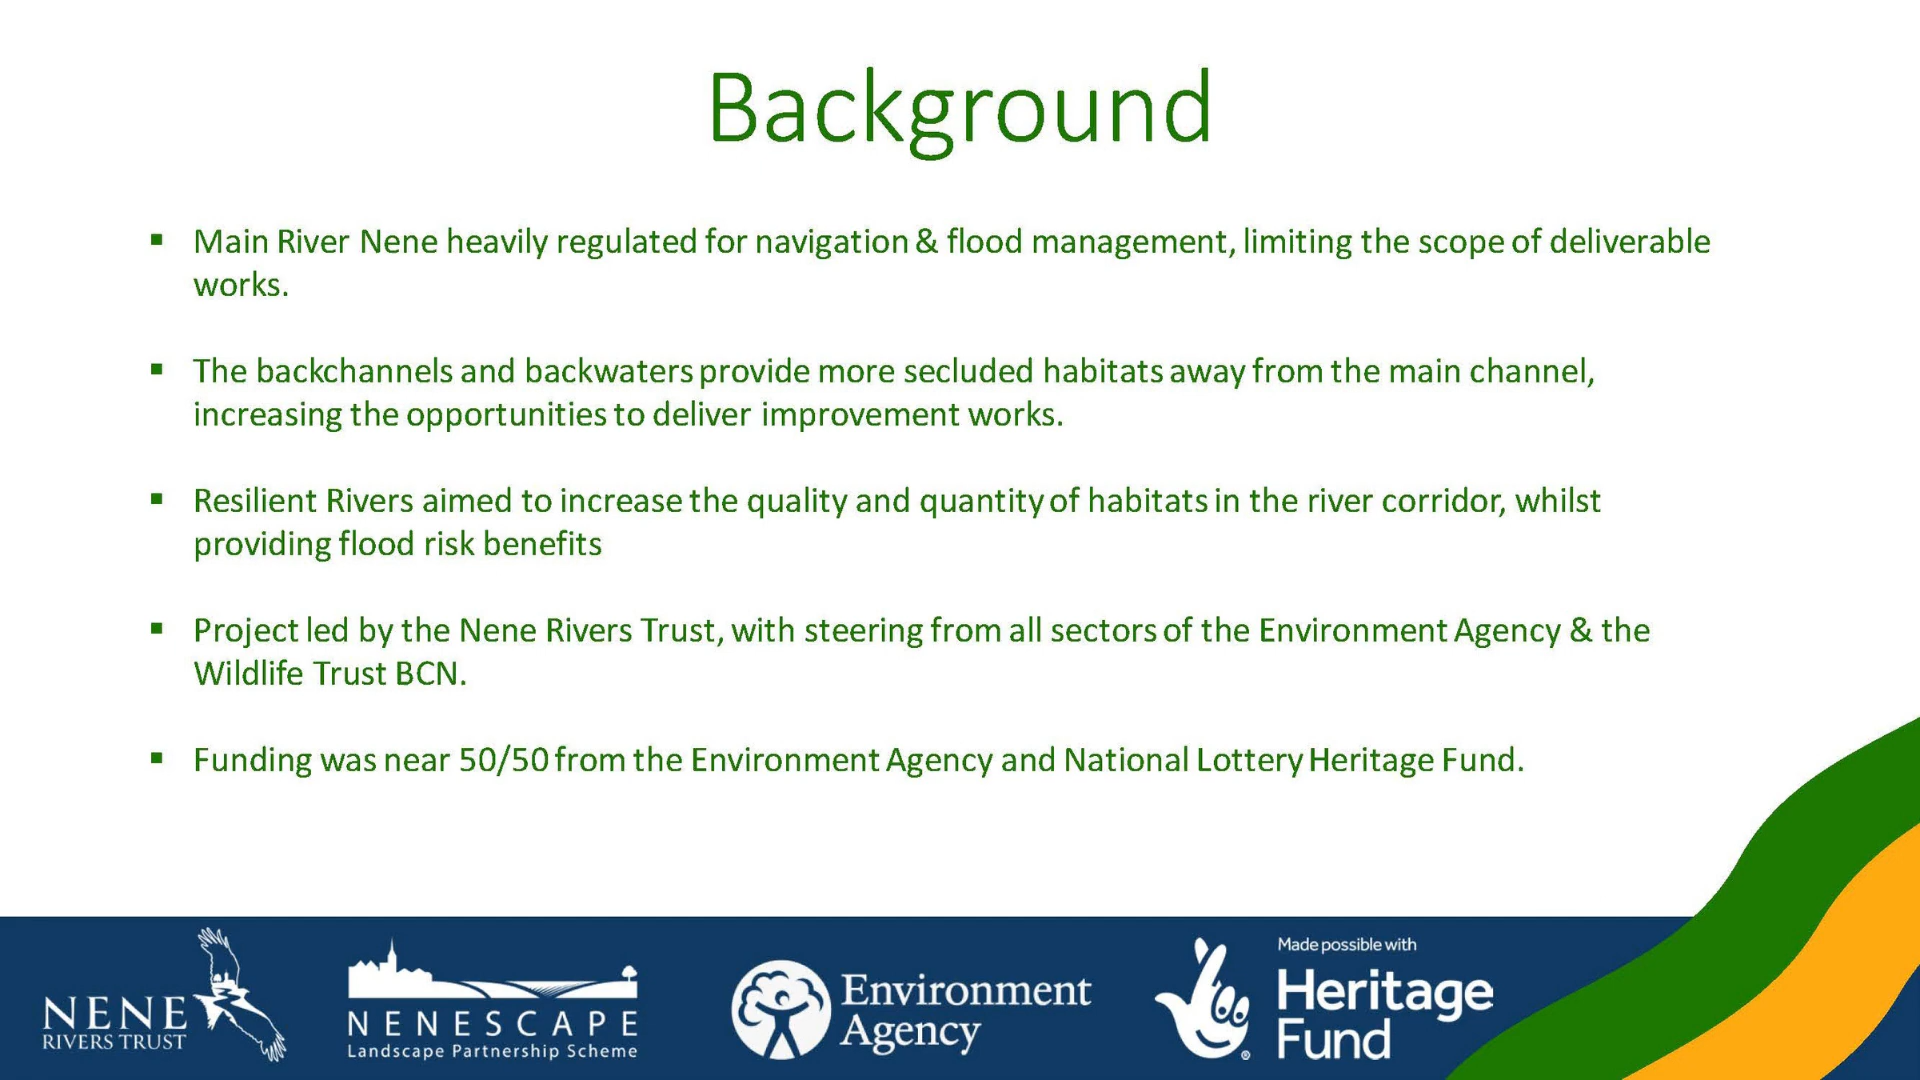 Background
▪ Main River Nene heavily regulated for navigation & flood management, limiting the scope of deliverable
works.
▪ The backchannels and backwaters provide more secluded habitats away from the main channel,
increasing the opportunities to deliver improvement works.
▪ Resilient Rivers aimed to increase the quality and quantity of habitats in the river corridor, whilst
providing flood risk benefits
▪ Project led by the Nene Rivers Trust, with steering from all sectors of the Environment Agency & the
Wildlife Trust BCN.
▪ Funding was near 50/50 from the Environment Agency and National Lottery Heritage Fund.
NENE
RIVERS TRUST
NENESCAPE
Landscape Partnership Scheme
Environment
Agency
Made possible with
Heritage
Fund